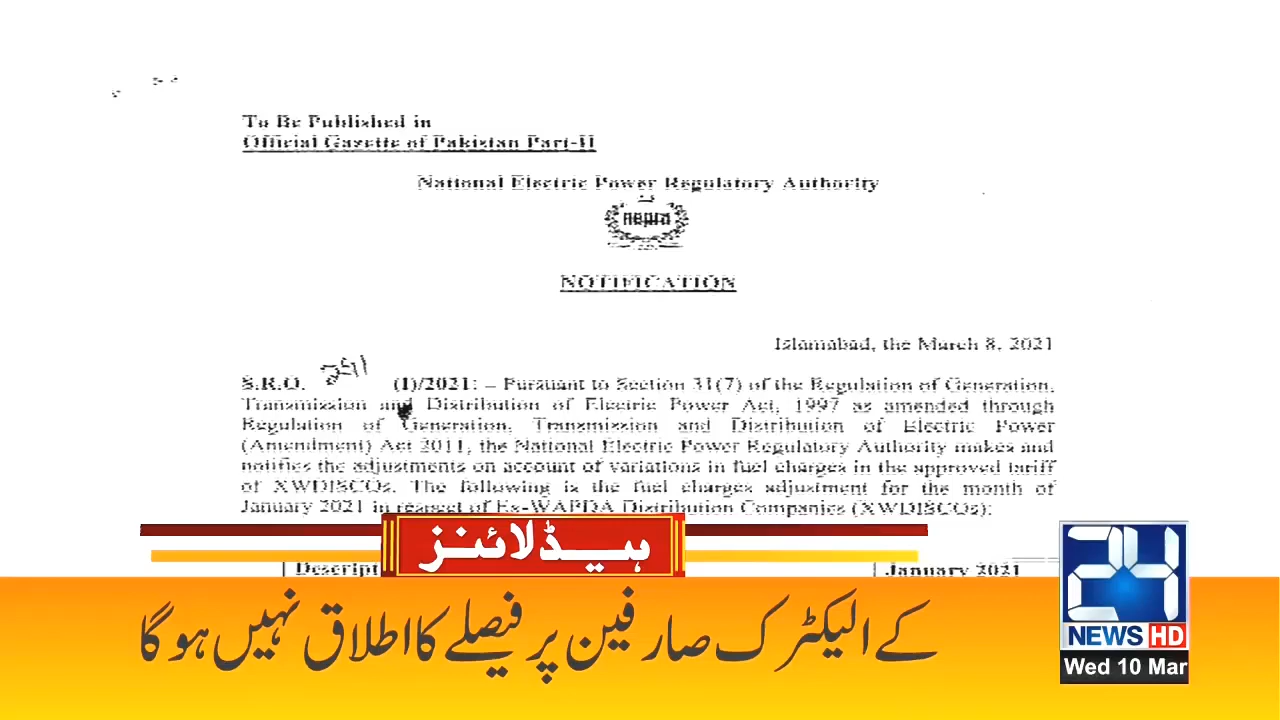 To Be Published in
Official Gazette of Pakistan Part-II
National Electric Power Regulatory Authority
nepra
NOTIFICATION
Islamabad, the March 8, 2021
S.R.O. 291 (1)/2021: – Pursuant to Section 31(7) of the Regulation of Generation,
Transmission and Distribution of Electric Power Act, 1997 as amended through
Regulation of Generation, Transmission and Distribution of Electric Power
(Amendment) Act 2011, the National Electric Power Regulatory Authority makes and
notifies the adjustments on account of variations in fuel charges in the approved tariff
of XWDISCOs. The following is the fuel charges adjustment for the month of
January 2021 in respect of Ex-WAPDA Distribution Companies (XWDISCOs):
Descript
January 2021
ہیڈلائنز
کے الیکٹرک صارفین پر فیصلے کا اطلاق نہیں ہو گا
24
NEWS HD
Wed 10 Mar